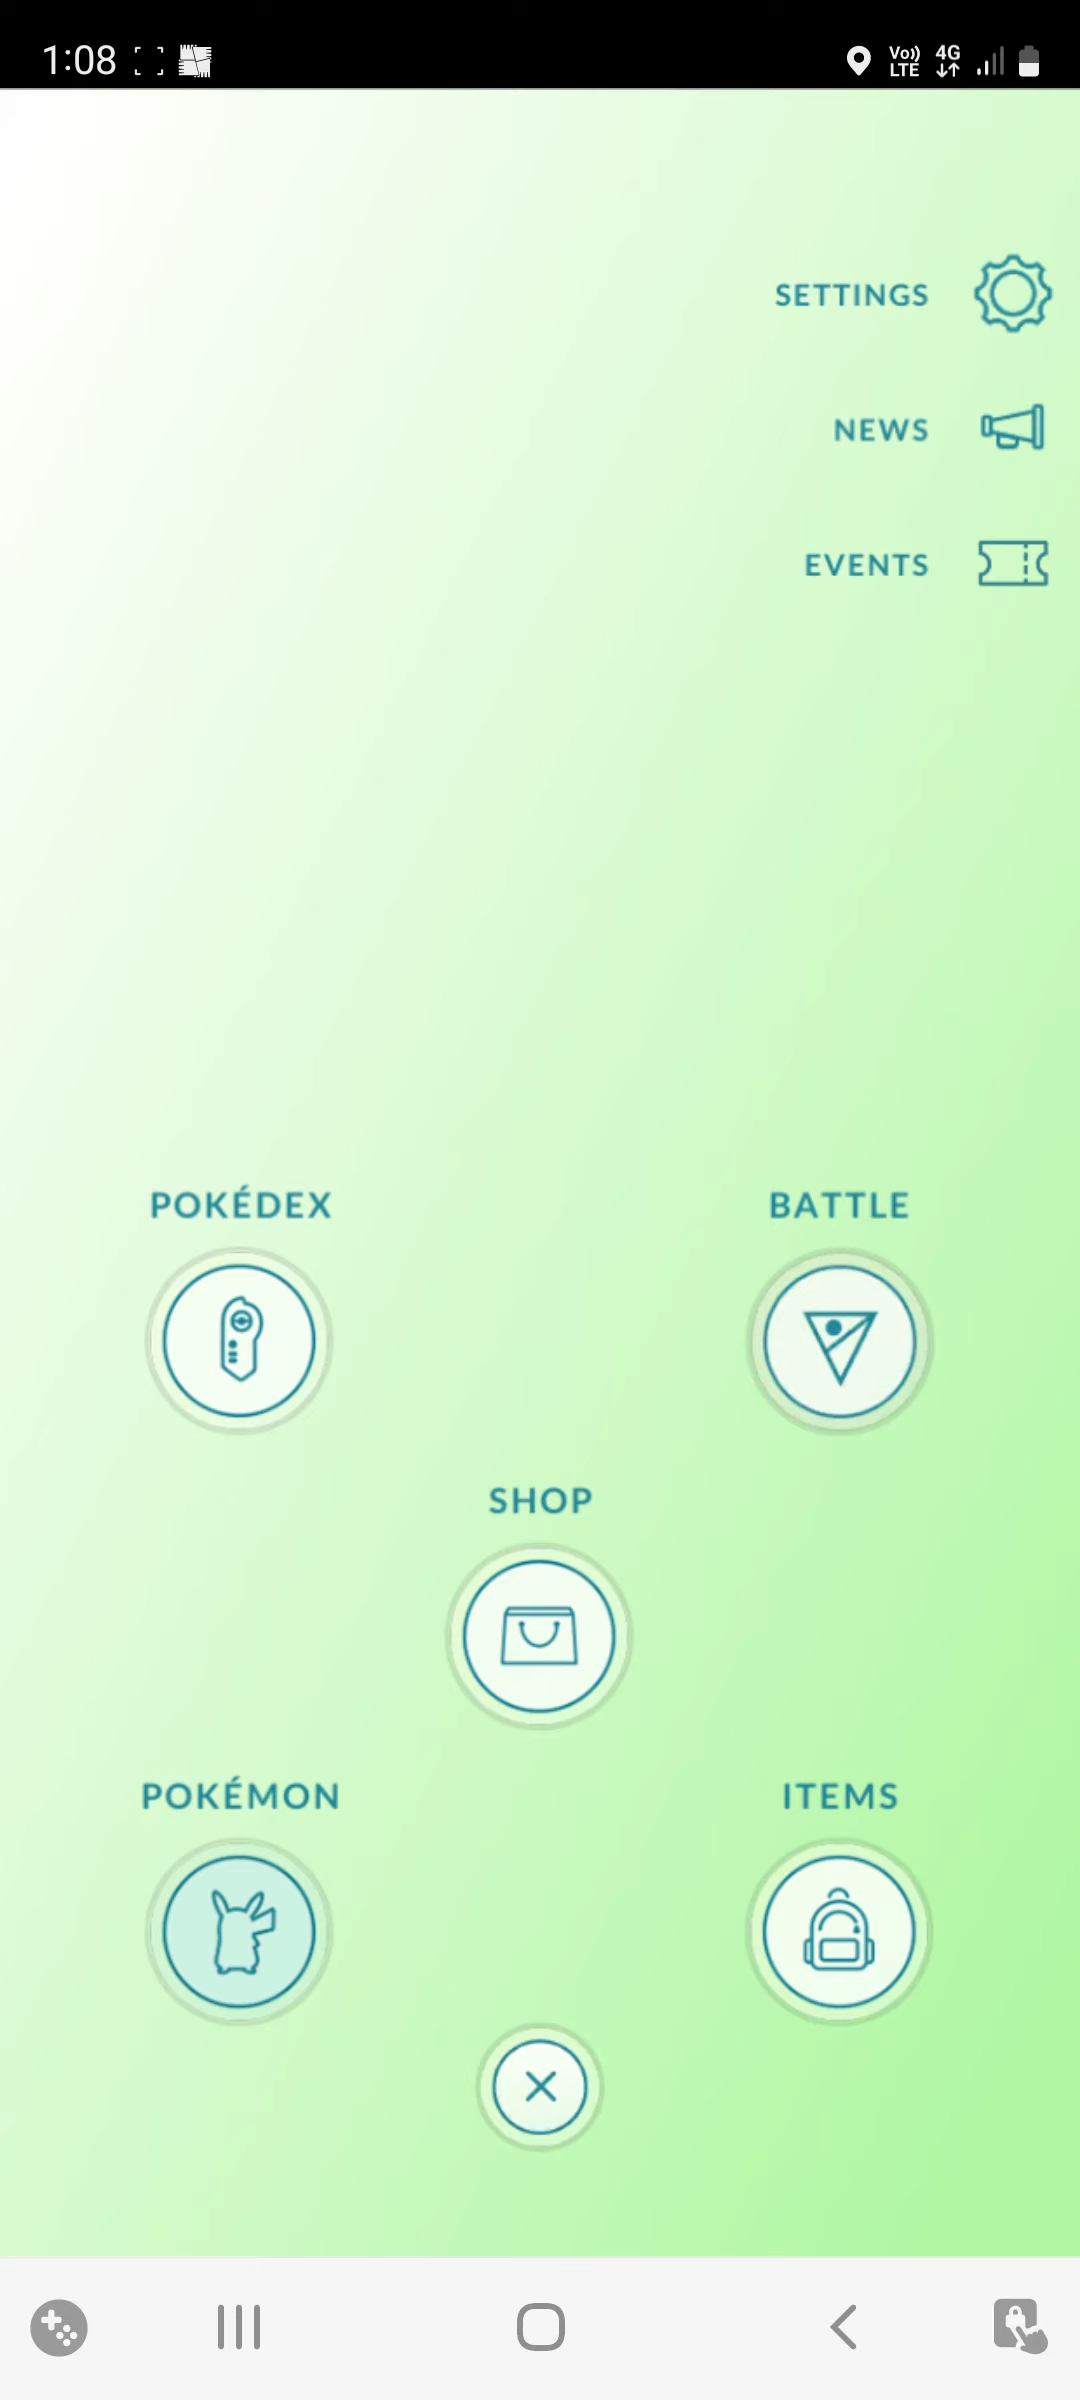 1:08
Vo)) LTE 4G
SETTINGS
NEWS
EVENTS
POKÉDEX
BATTLE
SHOP
POKÉMON
ITEMS